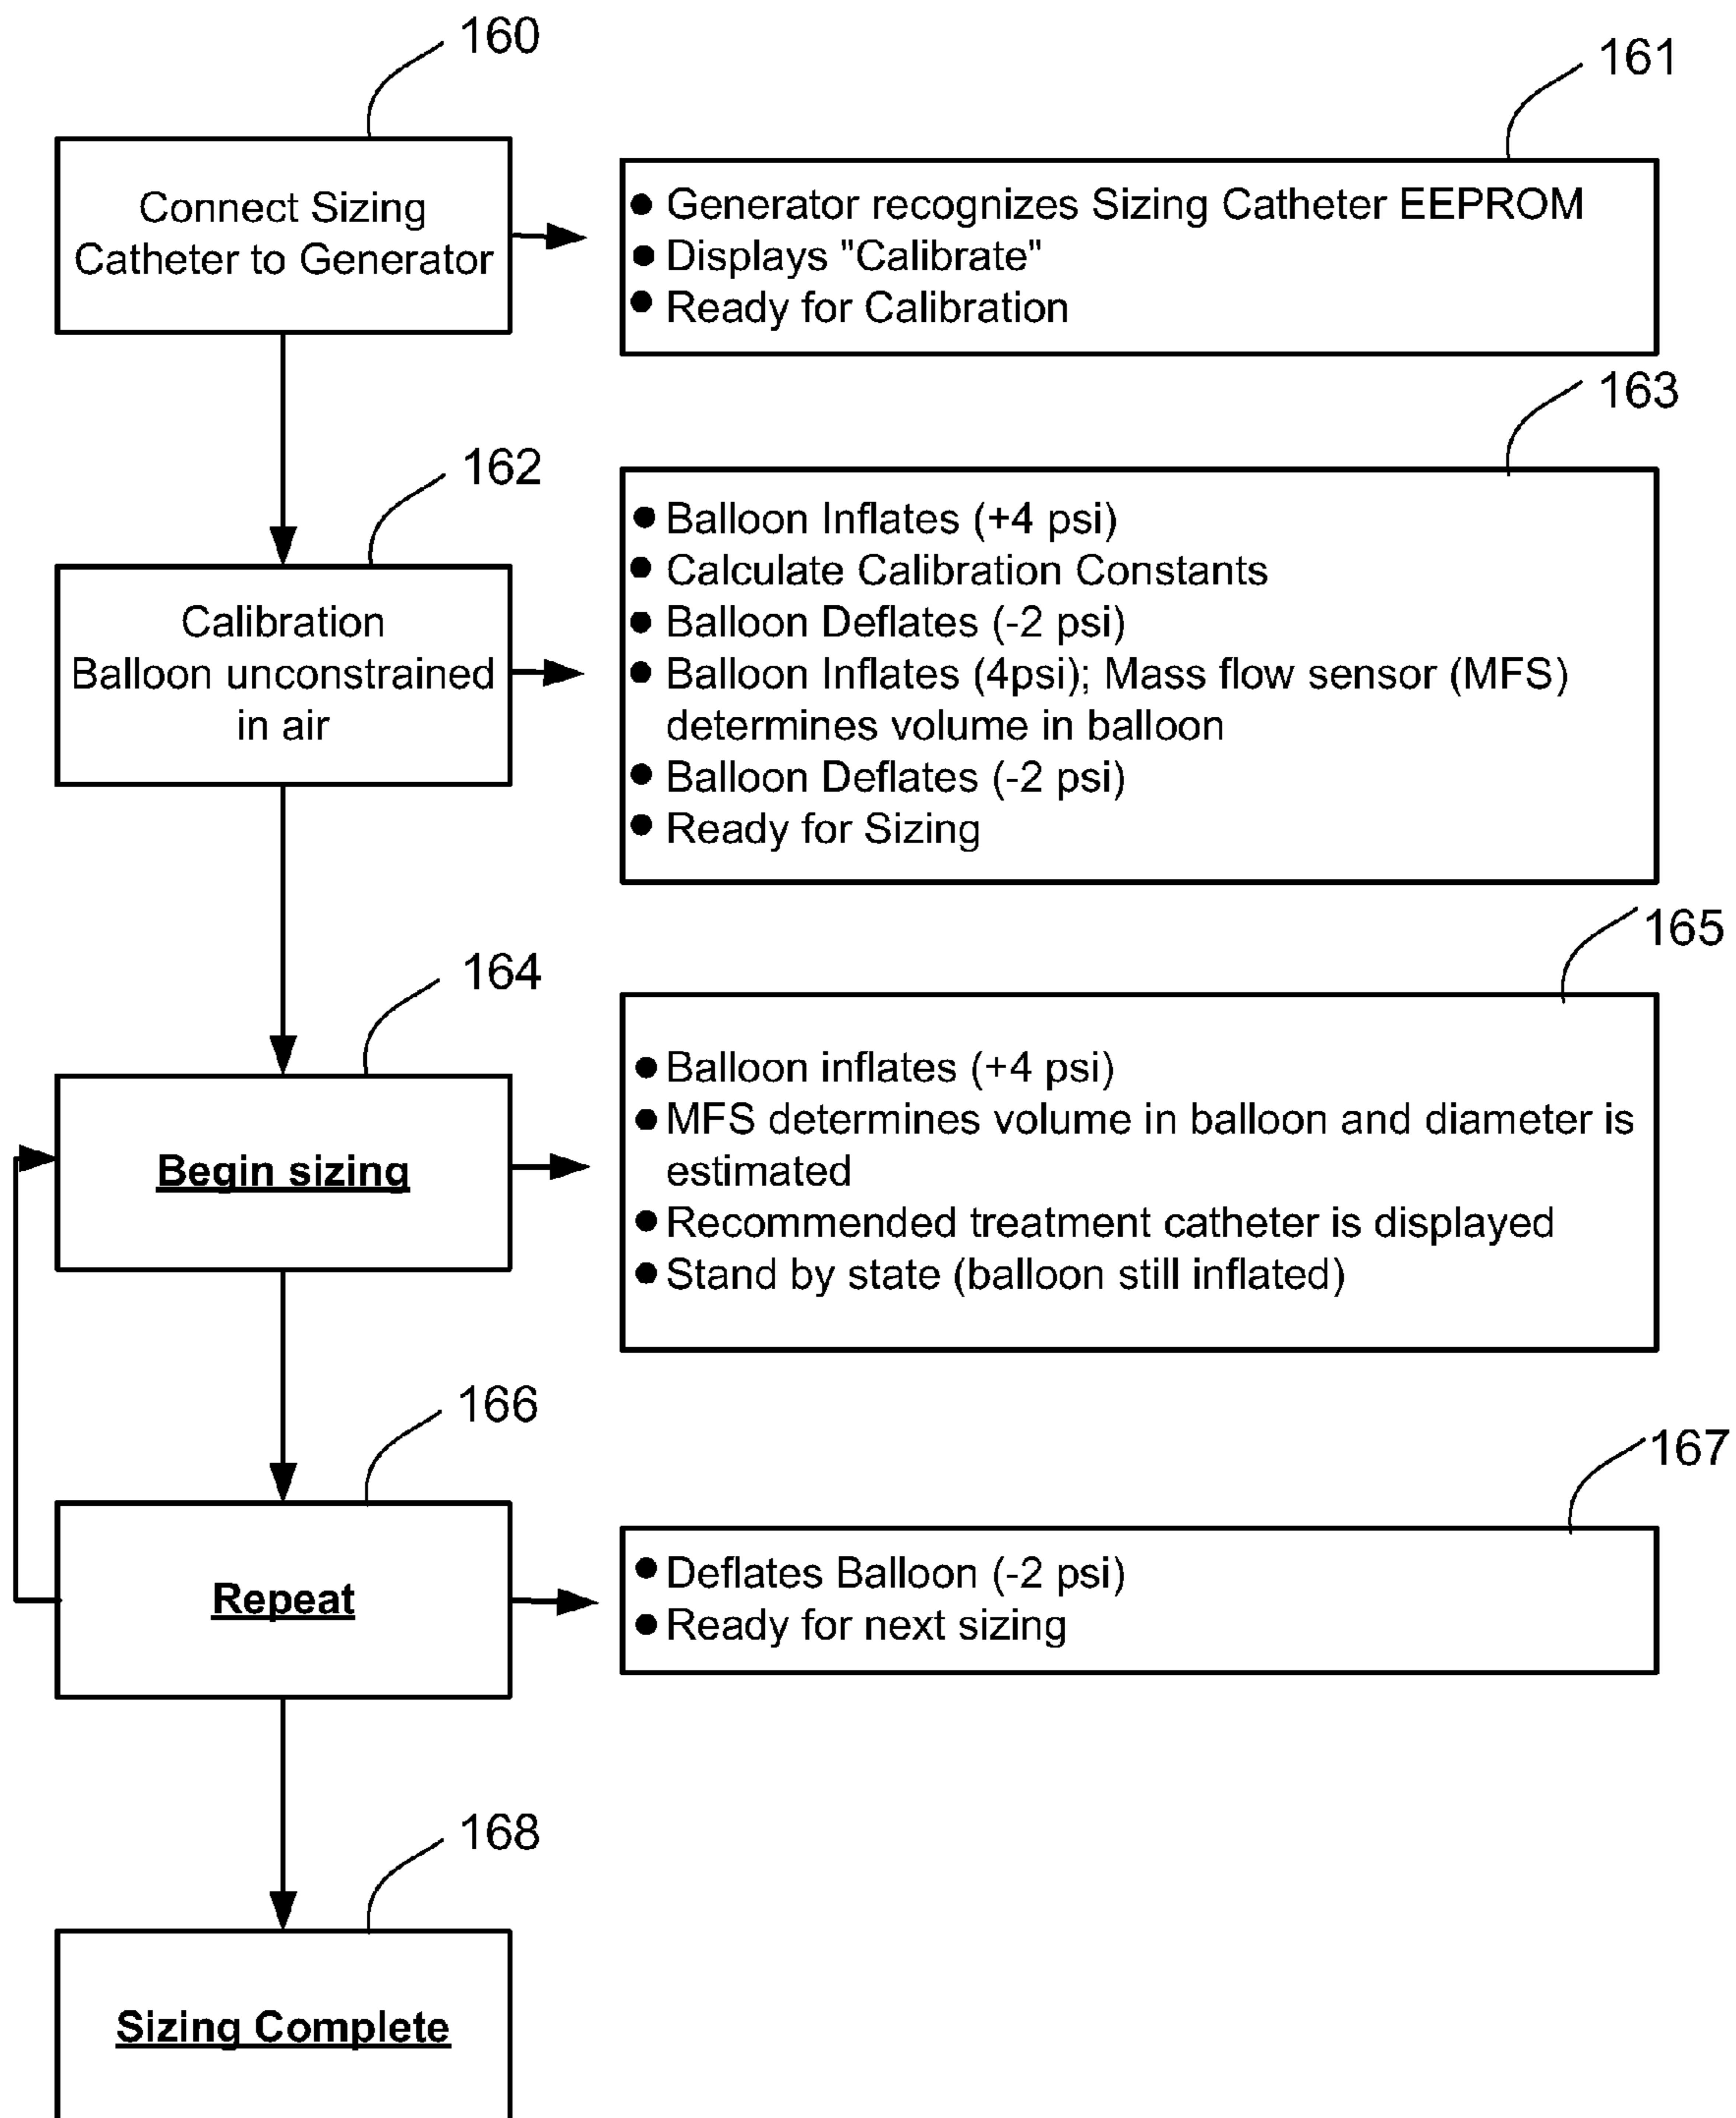 160
161
Connect Sizing
Catheter to Generator
● Generator recognizes Sizing Catheter EEPROM
● Displays "Calibrate"
● Ready for Calibration
162
163
Calibration
Balloon unconstrained
in air
● Balloon Inflates (+4 psi)
● Calculate Calibration Constants
● Balloon Deflates (-2 psi)
● Balloon Inflates (4psi); Mass flow sensor (MFS)
determines volume in balloon
● Balloon Deflates (-2 psi)
● Ready for Sizing
164
165
Begin sizing
● Balloon inflates (+4 psi)
● MFS determines volume in balloon and diameter is
estimated
● Recommended treatment catheter is displayed
● Stand by state (balloon still inflated)
166
167
Repeat
● Deflates Balloon (-2 psi)
● Ready for next sizing
168
Sizing Complete